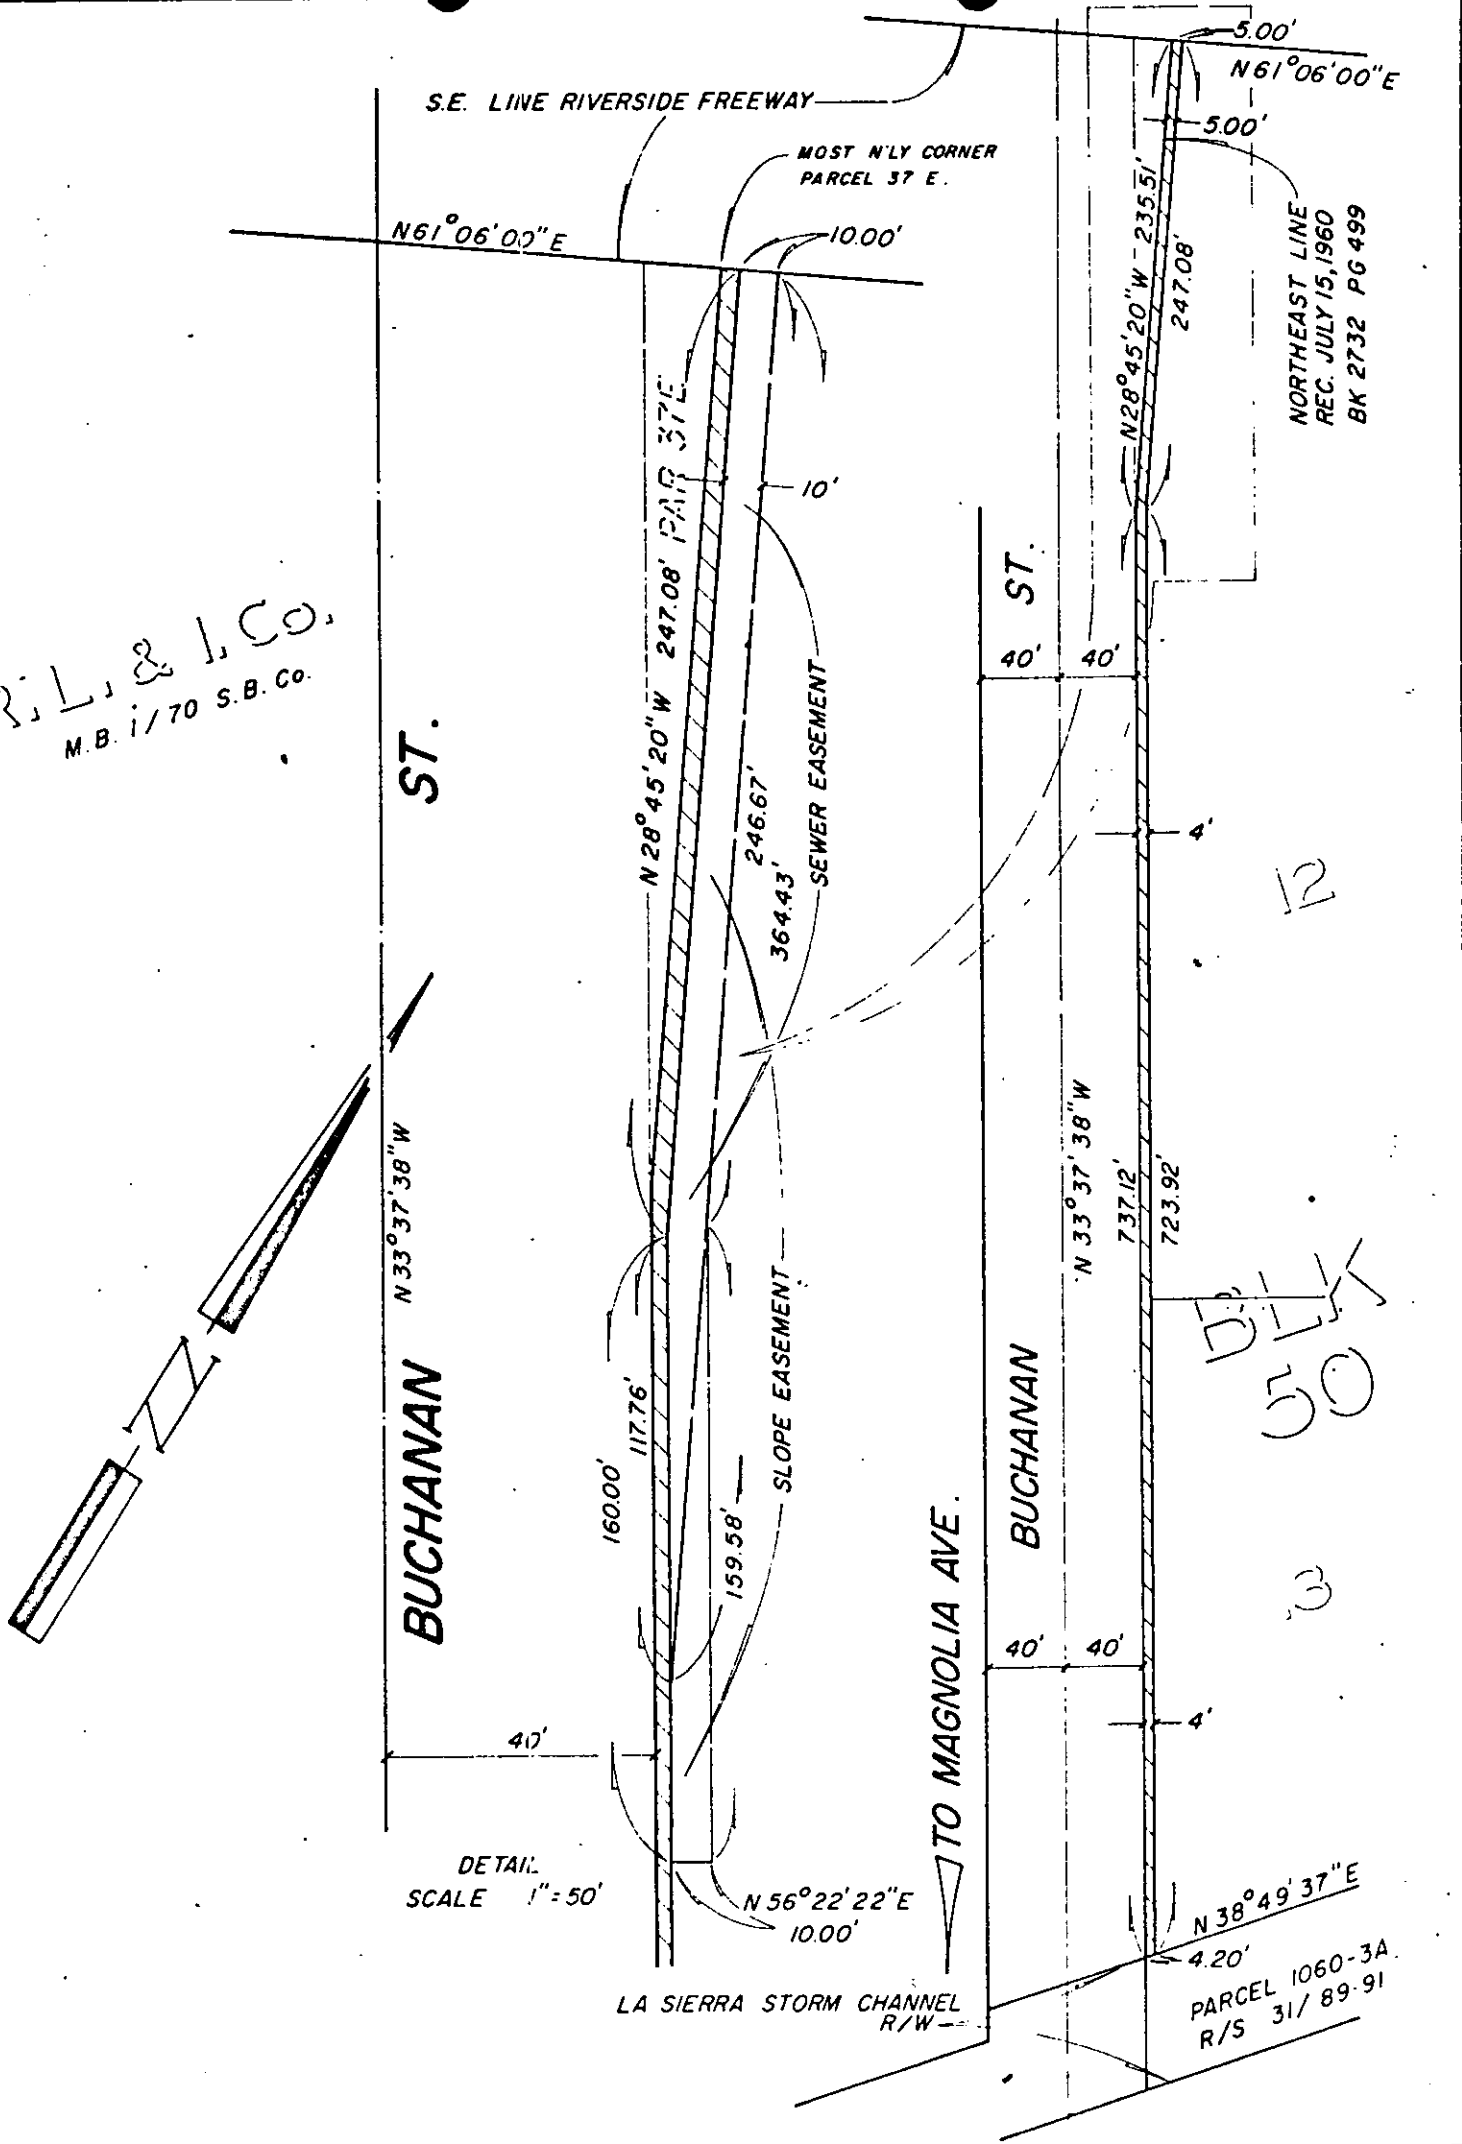 5.00'
N61°06'00"E
S.E. LINE RIVERSIDE FREEWAY
5.00'
MOST N'LY CORNER
PARCEL 37 E.
N61°06'00"E
10.00'
N28°45'20"W 235.51'
247.08'
NORTHEAST LINE
REC. JULY 15, 1960
BK 2732 PG 499
N28°45'20"W 247.08' PAR 37E
10'
R. L. & I. Co.
M.B. 1/70 S.B. Co.
BUCHANAN ST.
N33°37'38"W
246.67'
364.43'
SEWER EASEMENT
40' 40'
4'
12
BUCHANAN ST.
N33°37'38"W
737.12'
723.92'
BLK
50
3
N
160.00'
117.76'
159.58'
SLOPE EASEMENT
TO MAGNOLIA AVE.
40' 40'
4'
40'
DETAIL
SCALE 1"=50'
N56°22'22"E
10.00'
N38°49'37"E
4.20'
PARCEL 1060-3A
R/S 31/89-91
LA SIERRA STORM CHANNEL
R/W